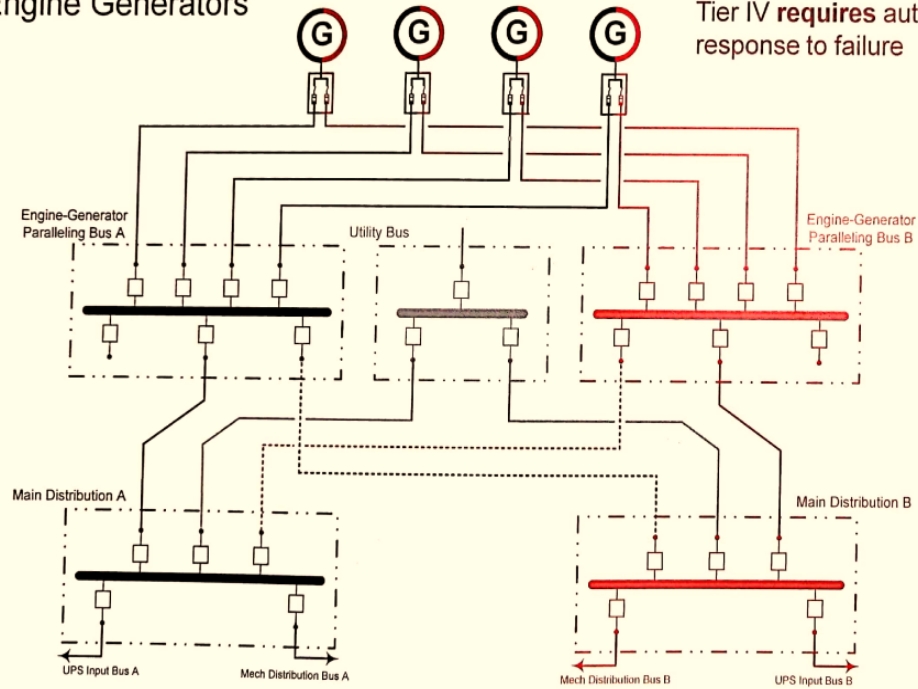 Engine Generators
Tier IV requires aut
response to failure
G G G G
Engine-Generator
Paralleling Bus A
Utility Bus
Engine-Generator
Paralleling Bus B
Main Distribution A
Main Distribution B
UPS Input Bus A
Mech Distribution Bus A
Mech Distribution Bus B
UPS Input Bus B